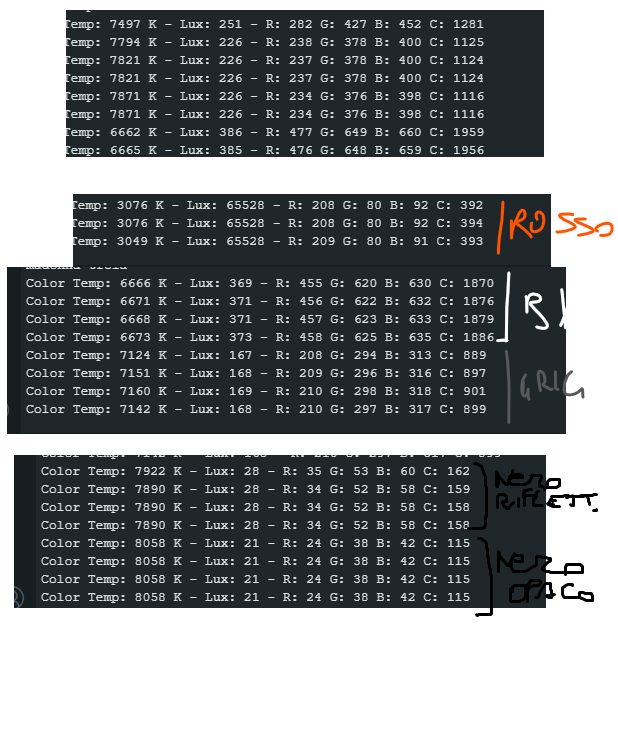 Temp: 7497 K - Lux: 251 - R: 282 G: 427 B: 452 C: 1281
Temp: 7794 K - Lux: 226 - R: 238 G: 378 B: 400 C: 1125
Temp: 7821 K - Lux: 226 - R: 237 G: 378 B: 400 C: 1124
Temp: 7821 K - Lux: 226 - R: 237 G: 378 B: 400 C: 1124
Temp: 7871 K - Lux: 226 - R: 234 G: 376 B: 398 C: 1116
Temp: 7871 K - Lux: 226 - R: 234 G: 376 B: 398 C: 1116
Temp: 6662 K - Lux: 386 - R: 477 G: 649 B: 660 C: 1959
Temp: 6665 K - Lux: 385 - R: 476 G: 648 B: 659 C: 1956
Temp: 3076 K - Lux: 65528 - R: 208 G: 80 B: 92 C: 392
Temp: 3076 K - Lux: 65528 - R: 208 G: 80 B: 92 C: 394
Temp: 3049 K - Lux: 65528 - R: 209 G: 80 B: 91 C: 393
ROSSO
Color Temp: 6666 K - Lux: 369 - R: 455 G: 620 B: 630 C: 1870
Color Temp: 6671 K - Lux: 371 - R: 456 G: 622 B: 632 C: 1876
Color Temp: 6668 K - Lux: 371 - R: 457 G: 623 B: 633 C: 1879
Color Temp: 6673 K - Lux: 373 - R: 458 G: 625 B: 635 C: 1886
Color Temp: 7124 K - Lux: 167 - R: 208 G: 294 B: 313 C: 889
Color Temp: 7151 K - Lux: 168 - R: 209 G: 296 B: 316 C: 897
Color Temp: 7160 K - Lux: 169 - R: 210 G: 298 B: 318 C: 901
Color Temp: 7142 K - Lux: 168 - R: 210 G: 297 B: 317 C: 899
GRIG
Color Temp: 7922 K - Lux: 28 - R: 35 G: 53 B: 60 C: 162
Color Temp: 7890 K - Lux: 28 - R: 34 G: 52 B: 58 C: 159
Color Temp: 7890 K - Lux: 28 - R: 34 G: 52 B: 58 C: 158
Color Temp: 7890 K - Lux: 28 - R: 34 G: 52 B: 58 C: 158
NERO
RIFLETT.
Color Temp: 8058 K - Lux: 21 - R: 24 G: 38 B: 42 C: 115
Color Temp: 8058 K - Lux: 21 - R: 24 G: 38 B: 42 C: 115
Color Temp: 8058 K - Lux: 21 - R: 24 G: 38 B: 42 C: 115
Color Temp: 8058 K - Lux: 21 - R: 24 G: 38 B: 42 C: 115
NERO
OPACO